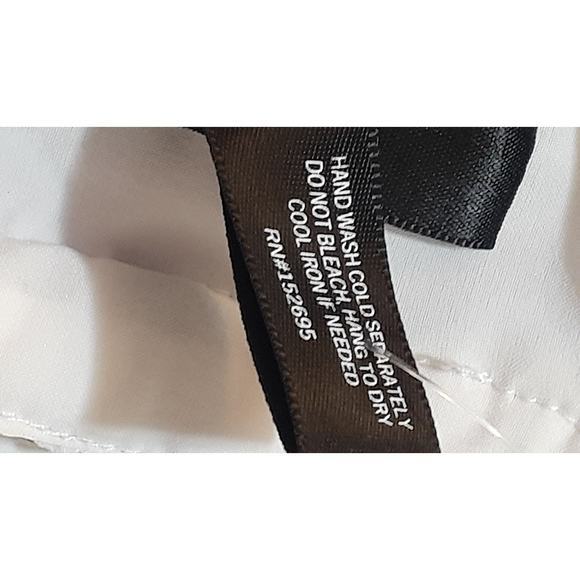 HAND WASH COLD SEPARATELY
DO NOT BLEACH, HANG TO DRY
COOL IRON IF NEEDED
RN#152695